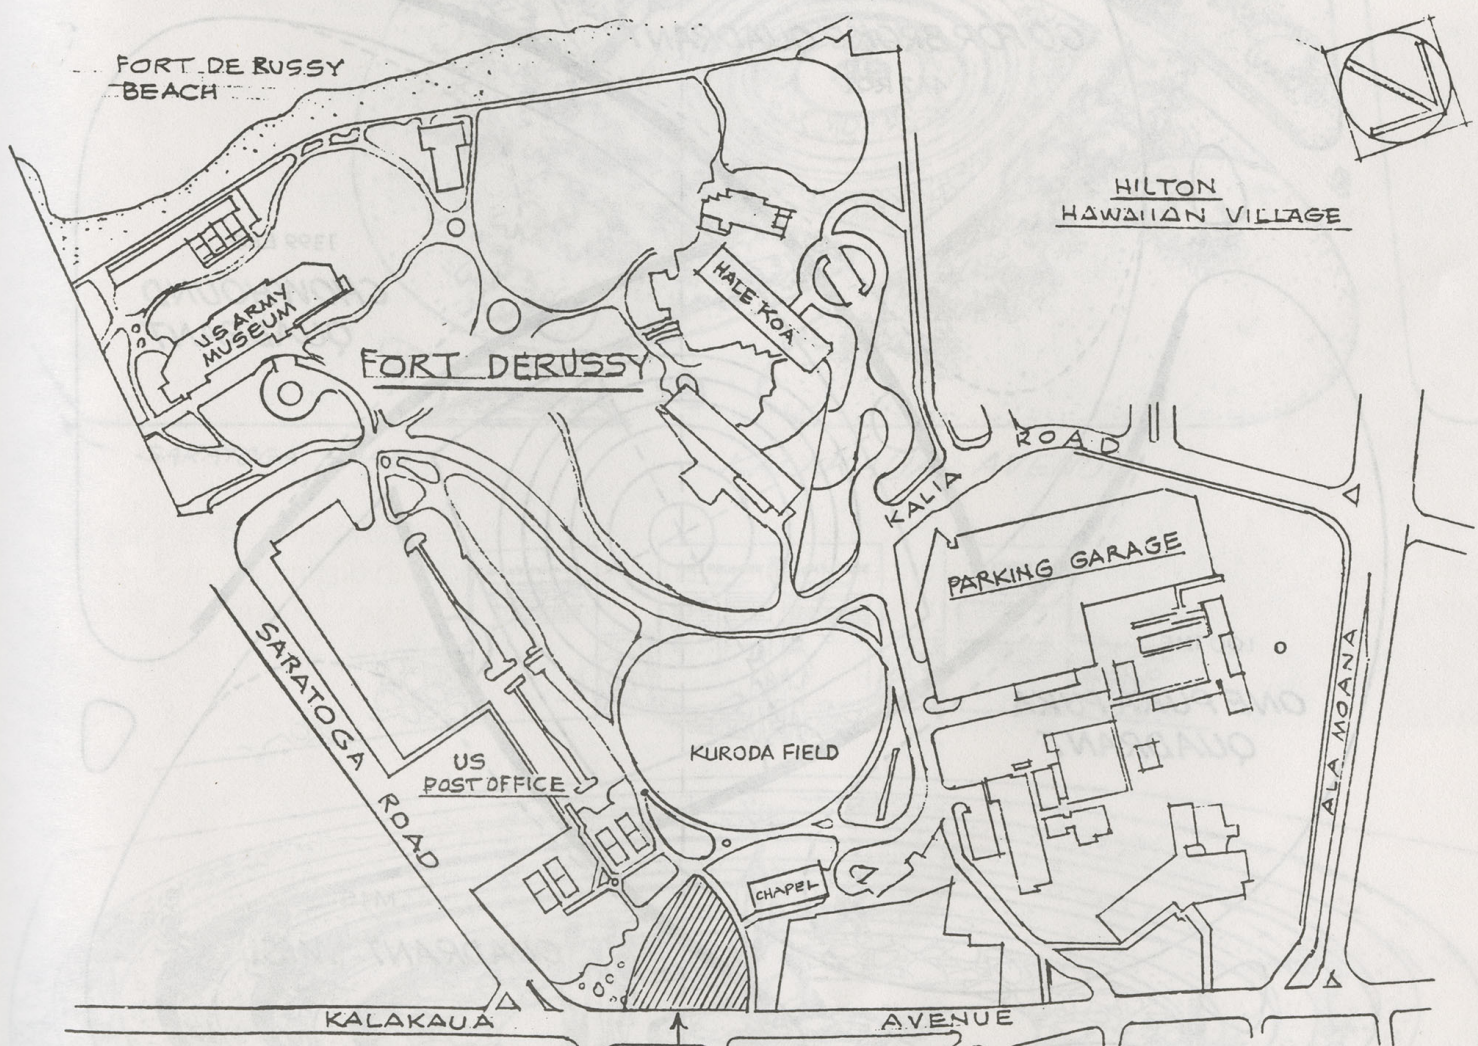 FORT DE RUSSY
BEACH
HILTON
HAWAIIAN VILLAGE
US ARMY
MUSEUM
HALE KOA
FORT DERUSSY
KALIA ROAD
PARKING GARAGE
SARATOGA ROAD
KURODA FIELD
US
POST OFFICE
ALA MOANA
CHAPEL
KALAKAUA AVENUE